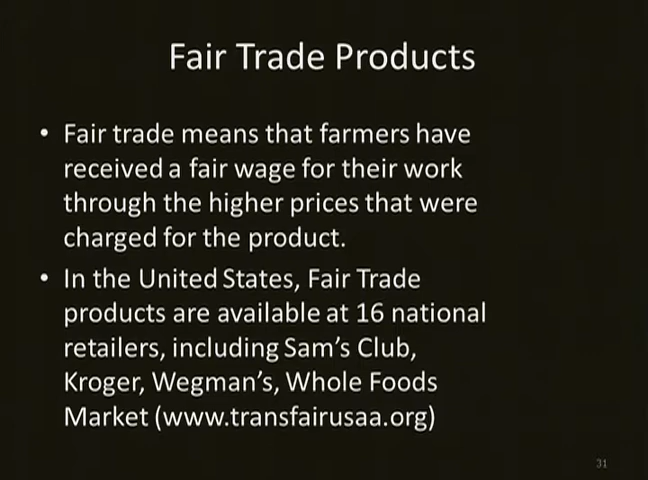 Fair Trade Products
• Fair trade means that farmers have
received a fair wage for their work
through the higher prices that were
charged for the product.
• In the United States, Fair Trade
products are available at 16 national
retailers, including Sam's Club,
Kroger, Wegman's, Whole Foods
Market (www.transfairusaa.org)
31